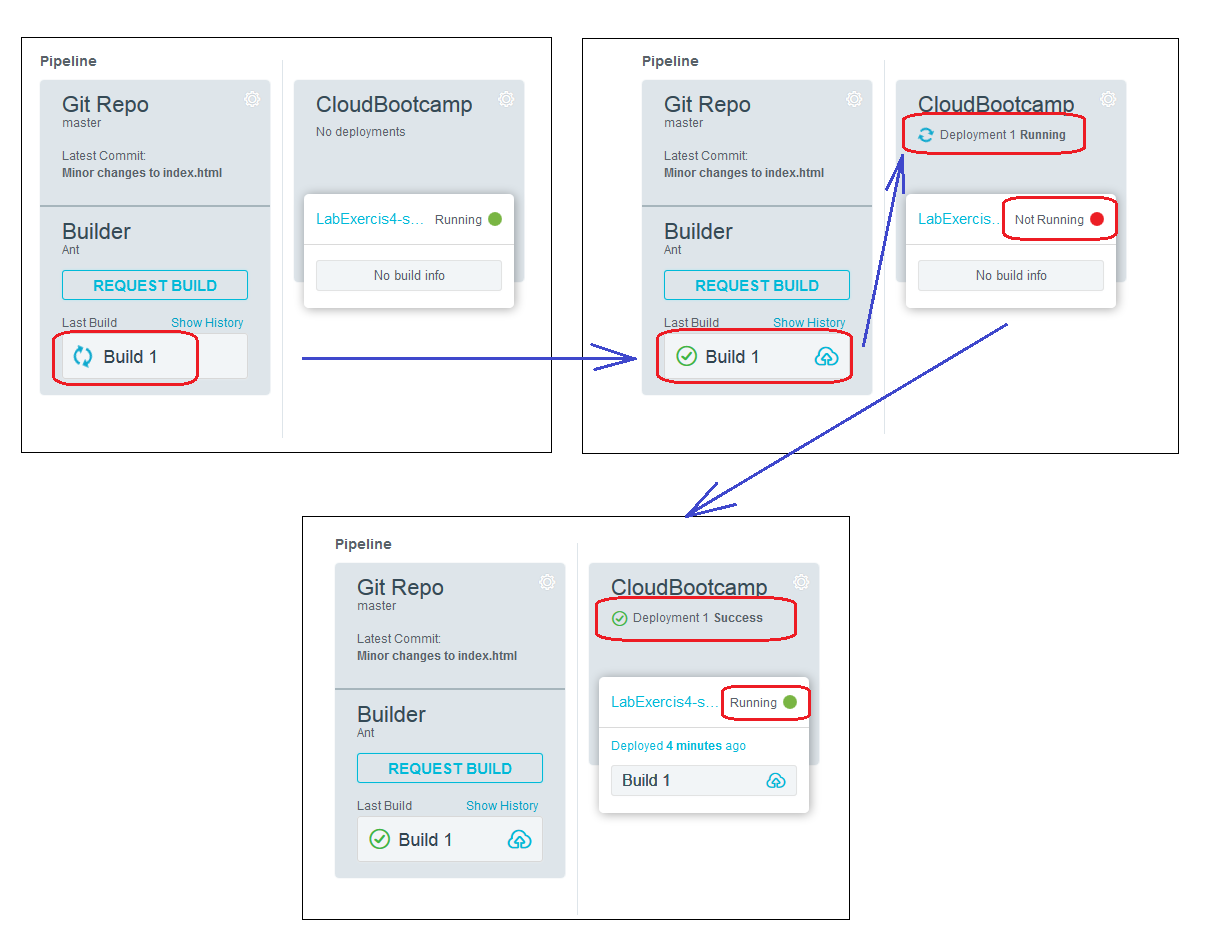 Pipeline
Git Repo
master
Latest Commit:
Minor changes to index.html
Builder
Ant
REQUEST BUILD
Last Build Show History
Build 1
CloudBootcamp
No deployments
LabExercis4-s... Running
No build info
Pipeline
Git Repo
master
Latest Commit:
Minor changes to index.html
Builder
Ant
REQUEST BUILD
Last Build Show History
Build 1
CloudBootcamp
Deployment 1 Running
LabExercis... Not Running
No build info
Pipeline
Git Repo
master
Latest Commit:
Minor changes to index.html
Builder
Ant
REQUEST BUILD
Last Build Show History
Build 1
CloudBootcamp
Deployment 1 Success
LabExercis4-s... Running
Deployed 4 minutes ago
Build 1